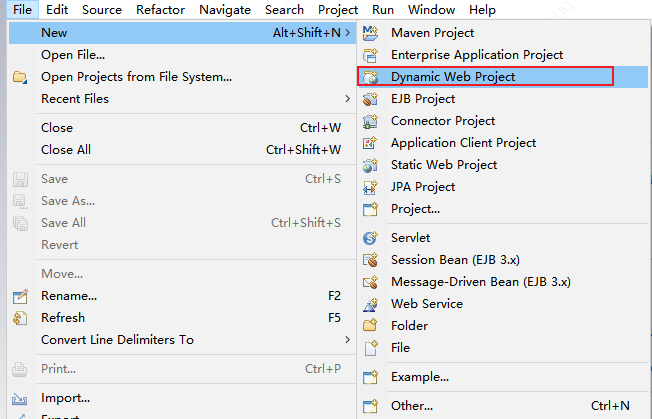 File Edit Source Refactor Navigate Search Project Run Window Help
New Alt+Shift+N >
Open File...
Open Projects from File System...
Recent Files >
Close Ctrl+W
Close All Ctrl+Shift+W
Save Ctrl+S
Save As...
Save All Ctrl+Shift+S
Revert
Move...
Rename... F2
Refresh F5
Convert Line Delimiters To >
Print... Ctrl+P
Import...
Export...
Maven Project
Enterprise Application Project
Dynamic Web Project
EJB Project
Connector Project
Application Client Project
Static Web Project
JPA Project
Project...
Servlet
Session Bean (EJB 3.x)
Message-Driven Bean (EJB 3.x)
Web Service
Folder
File
Example...
Other... Ctrl+N